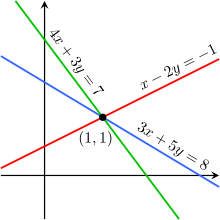 4x + 3y = 7
x − 2y = −1
(1, 1)
3x + 5y = 8